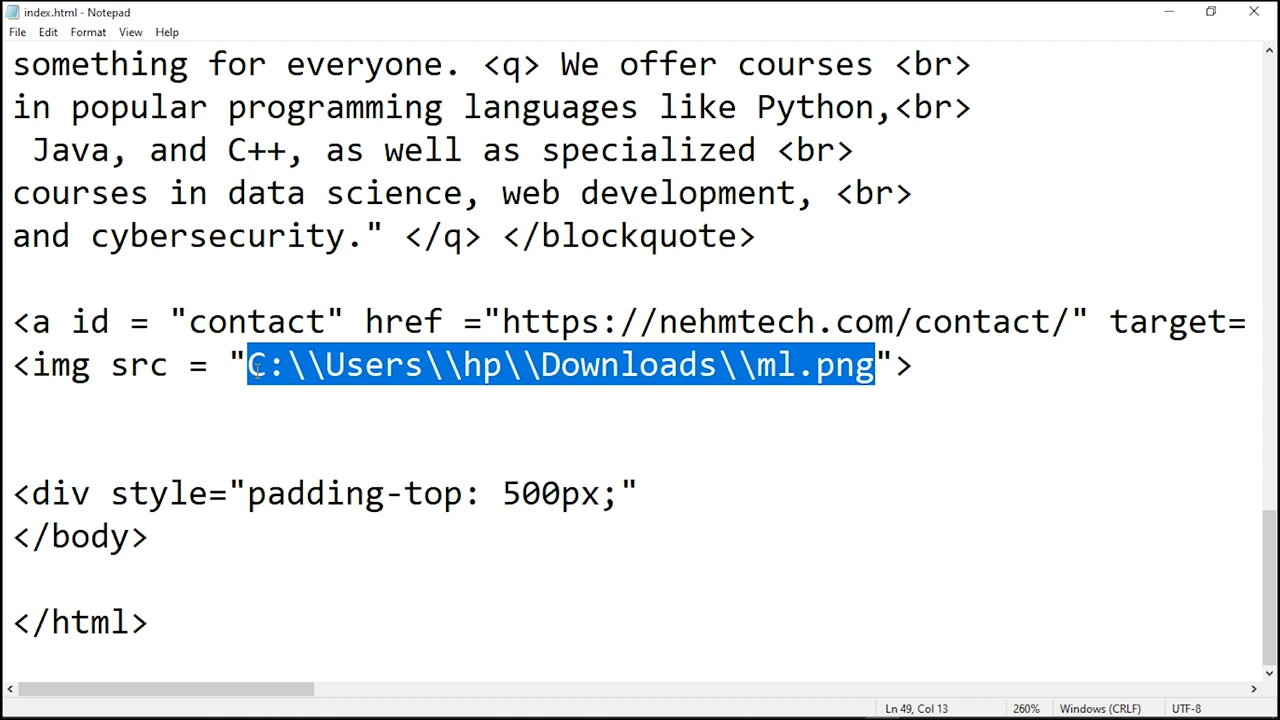 index.html - Notepad
File Edit Format View Help
something for everyone. <q> We offer courses <br>
in popular programming languages like Python,<br>
Java, and C++, as well as specialized <br>
courses in data science, web development, <br>
and cybersecurity." </q> </blockquote>
<a id = "contact" href ="https://nehmtech.com/contact/" target=
<img src = "C:\\Users\\hp\\Downloads\\ml.png">
<div style="padding-top: 500px;"
</body>
</html>
Ln 49, Col 13 260% Windows (CRLF) UTF-8